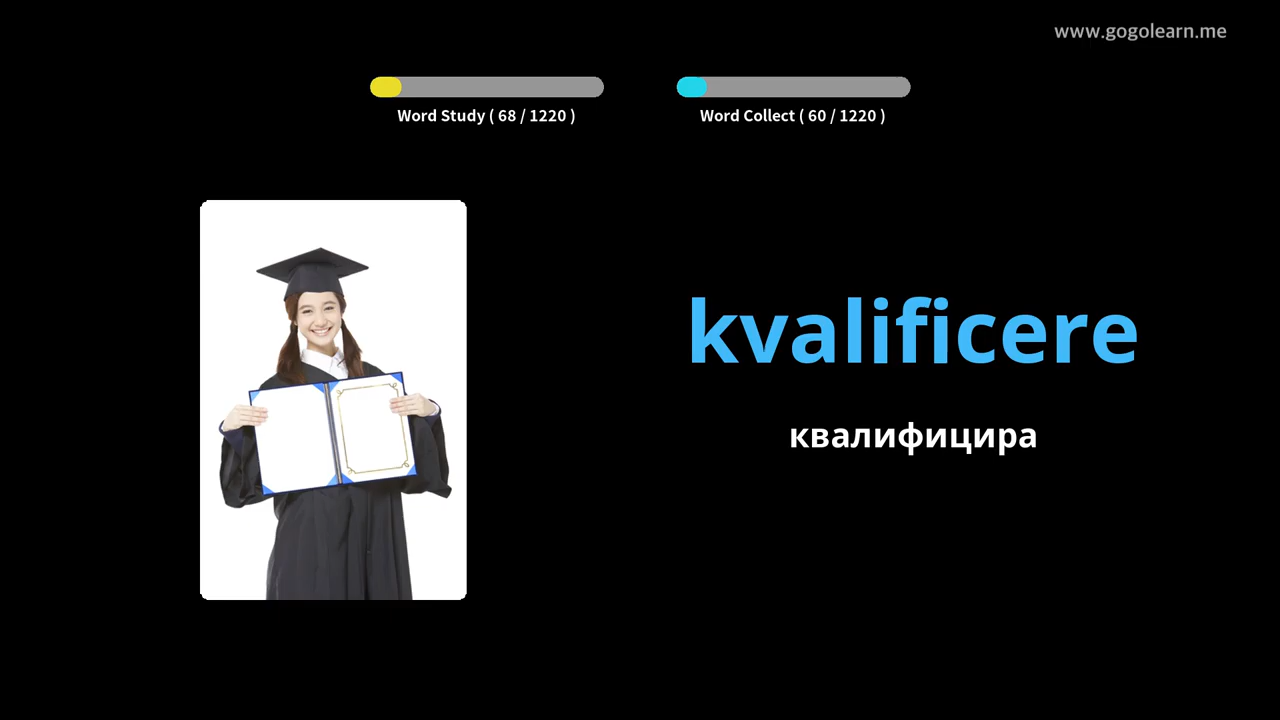 www.gogolearn.me
Word Study ( 68 / 1220 )
Word Collect ( 60 / 1220 )
kvalificere
квалифицира